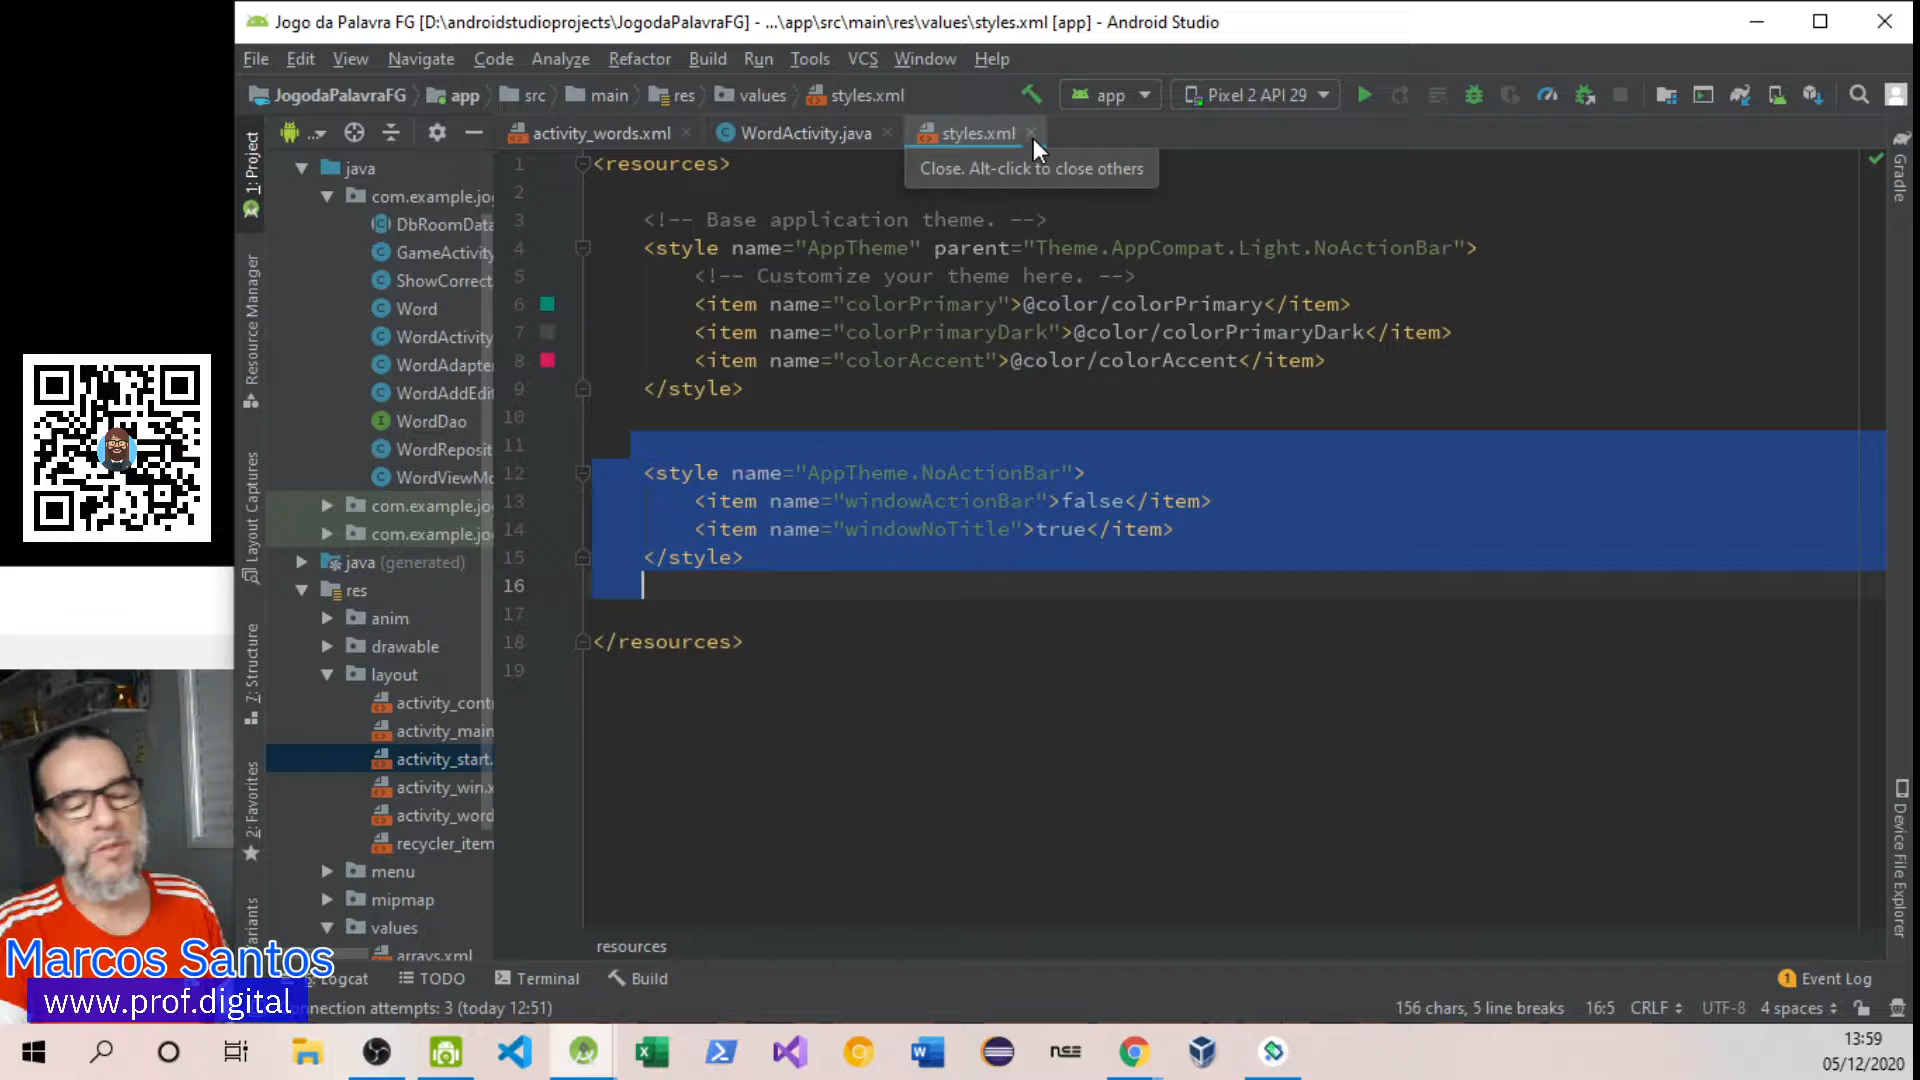 Jogo da Palavra FG [D:\androidstudioprojects\JogodaPalavraFG] - ...\app\src\main\res\values\styles.xml [app] - Android Studio
File Edit View Navigate Code Analyze Refactor Build Run Tools VCS Window Help
JogodaPalavraFG app src main res values styles.xml app Pixel 2 API 29
activity_words.xml WordActivity.java styles.xml
Close. Alt-click to close others
1: Project
Resource Manager
Layout Captures
7: Structure
2: Favorites
java
com.example.jo
DbRoomData
GameActivity
ShowCorrect
Word
WordActivity
WordAdapte
WordAddEdi
WordDao
WordReposit
WordViewMo
com.example.jo
com.example.jo
java (generated)
res
anim
drawable
layout
activity_cont
activity_main
activity_start.
activity_win.x
activity_word
recycler_item
menu
mipmap
values
arrays.xml
1 <resources>
2
3 <!-- Base application theme. -->
4 <style name="AppTheme" parent="Theme.AppCompat.Light.NoActionBar">
5 <!-- Customize your theme here. -->
6 <item name="colorPrimary">@color/colorPrimary</item>
7 <item name="colorPrimaryDark">@color/colorPrimaryDark</item>
8 <item name="colorAccent">@color/colorAccent</item>
9 </style>
10
11
12 <style name="AppTheme.NoActionBar">
13 <item name="windowActionBar">false</item>
14 <item name="windowNoTitle">true</item>
15 </style>
16
17
18 </resources>
19
Gradle
Device File Explorer
resources
Marcos Santos
www.prof.digital
Logcat TODO Terminal Build 1 Event Log
connection attempts: 3 (today 12:51) 156 chars, 5 line breaks 16:5 CRLF UTF-8 4 spaces
13:59
05/12/2020